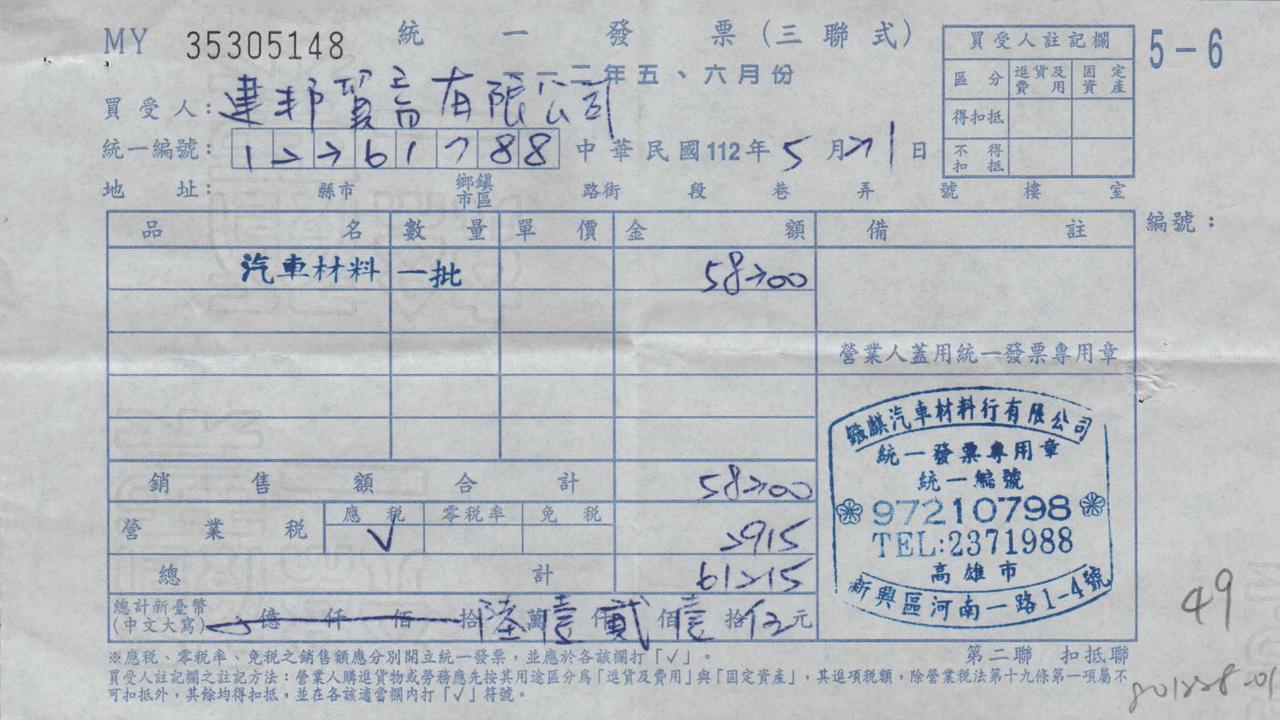 MY 35305148 統一發票(三聯式)
一一二年五、六月份
5-6
買受人註記欄
區分 進貨及費用 固定資產
得扣抵
不得扣抵
買受人:建邦貿易有限公司
統一編號:12261788 中華民國112年5月21日
地址: 縣市 鄉鎮市區 路街 段 巷 弄 號 樓 室
編號:
品名 數量 單價 金額 備註
汽車材料 一批 58200
營業人蓋用統一發票專用章
銷售額合計 58200
營業稅 應稅 零稅率 免稅
√ 2915
總計 61215
總計新臺幣(中文大寫) 億 仟 佰 拾陸萬壹仟貳佰壹拾伍元
麒汽車材料行有限公司
統一發票專用章
統一編號
97210798
TEL:2371988
高雄市
新興區河南一路1-4號
49
※應稅、零稅率、免稅之銷售額應分別開立統一發票,並應於各該欄打「√」。
第二聯 扣抵聯
買受人註記欄之註記方法:營業人購進貨物或勞務應先按其用途區分為「進貨及費用」與「固定資產」,其進項稅額,除營業稅法第十九條第一項屬不
可扣抵外,其餘均得扣抵,並在各該適當欄內打「√」符號。